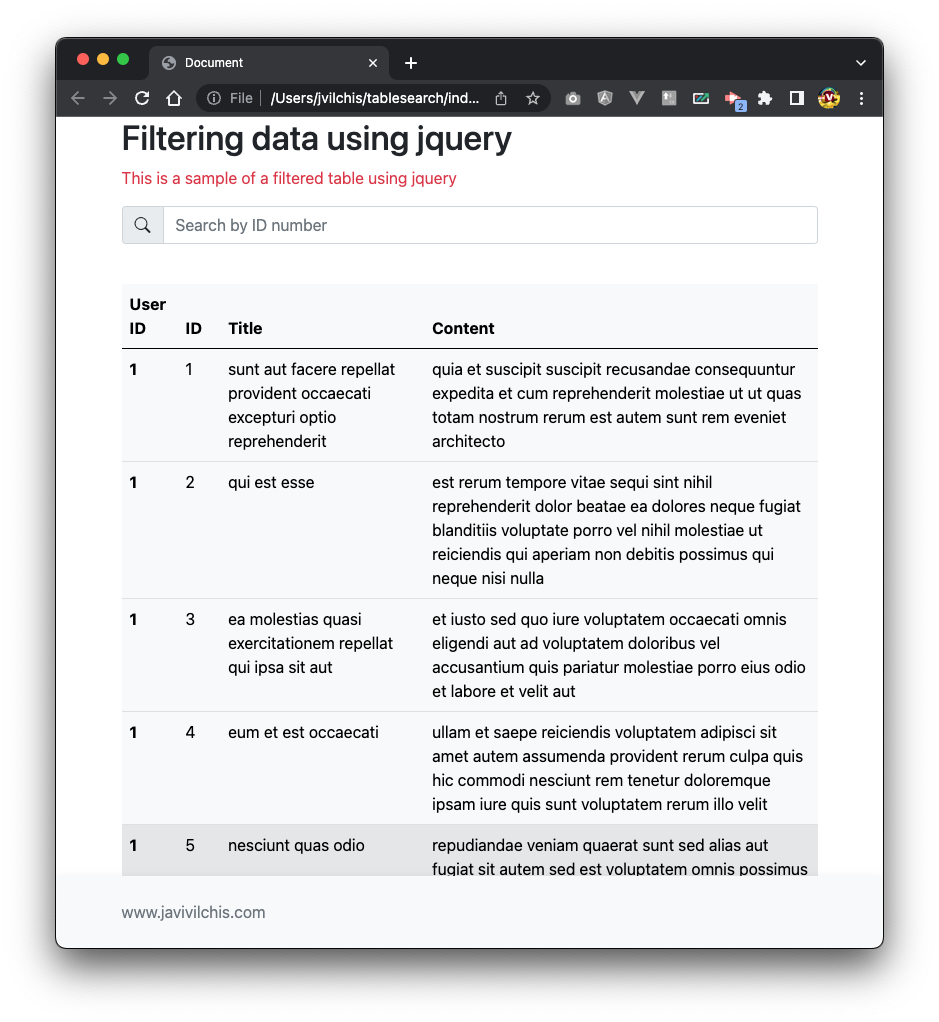 Document
File
/Users/jvilchis/tablesearch/ind...
2
Filtering data using jquery
This is a sample of a filtered table using jquery
Search by ID number
User
ID ID Title Content
1 1 sunt aut facere repellat quia et suscipit suscipit recusandae consequuntur
provident occaecati expedita et cum reprehenderit molestiae ut ut quas
excepturi optio totam nostrum rerum est autem sunt rem eveniet
reprehenderit architecto
1 2 qui est esse est rerum tempore vitae sequi sint nihil
reprehenderit dolor beatae ea dolores neque fugiat
blanditiis voluptate porro vel nihil molestiae ut
reiciendis qui aperiam non debitis possimus qui
neque nisi nulla
1 3 ea molestias quasi et iusto sed quo iure voluptatem occaecati omnis
exercitationem repellat eligendi aut ad voluptatem doloribus vel
qui ipsa sit aut accusantium quis pariatur molestiae porro eius odio
et labore et velit aut
1 4 eum et est occaecati ullam et saepe reiciendis voluptatem adipisci sit
amet autem assumenda provident rerum culpa quis
hic commodi nesciunt rem tenetur doloremque
ipsam iure quis sunt voluptatem rerum illo velit
1 5 nesciunt quas odio repudiandae veniam quaerat sunt sed alias aut
fugiat sit autem sed est voluptatem omnis possimus
www.javivilchis.com